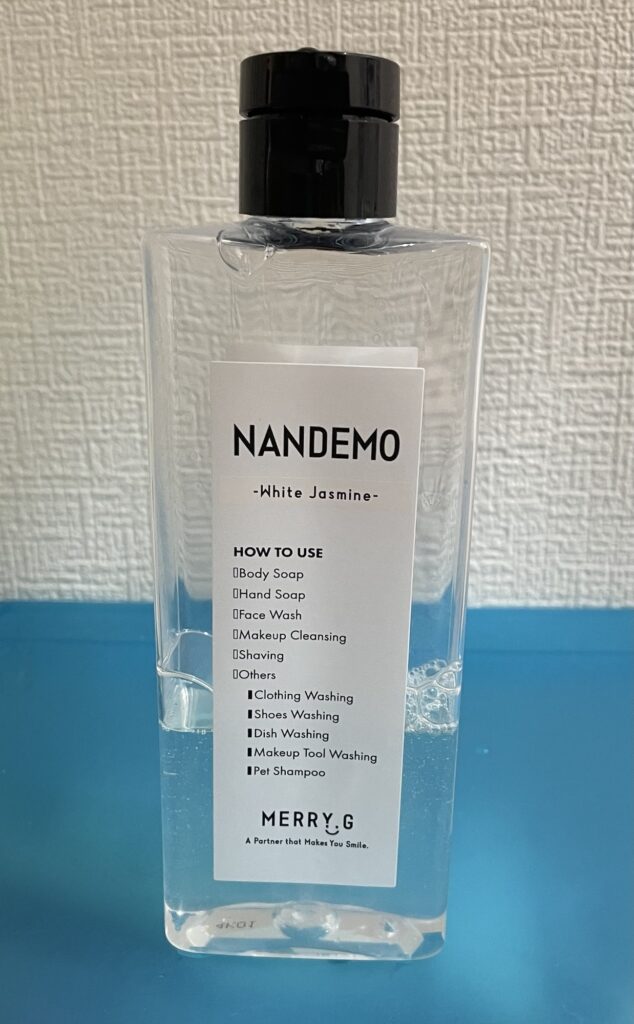 NANDEMO
-White Jasmine-
HOW TO USE
▯Body Soap
▯Hand Soap
▯Face Wash
▯Makeup Cleansing
▯Shaving
▯Others
▮Clothing Washing
▮Shoes Washing
▮Dish Washing
▮Makeup Tool Washing
▮Pet Shampoo
MERRY.G
A Partner that Makes You Smile.